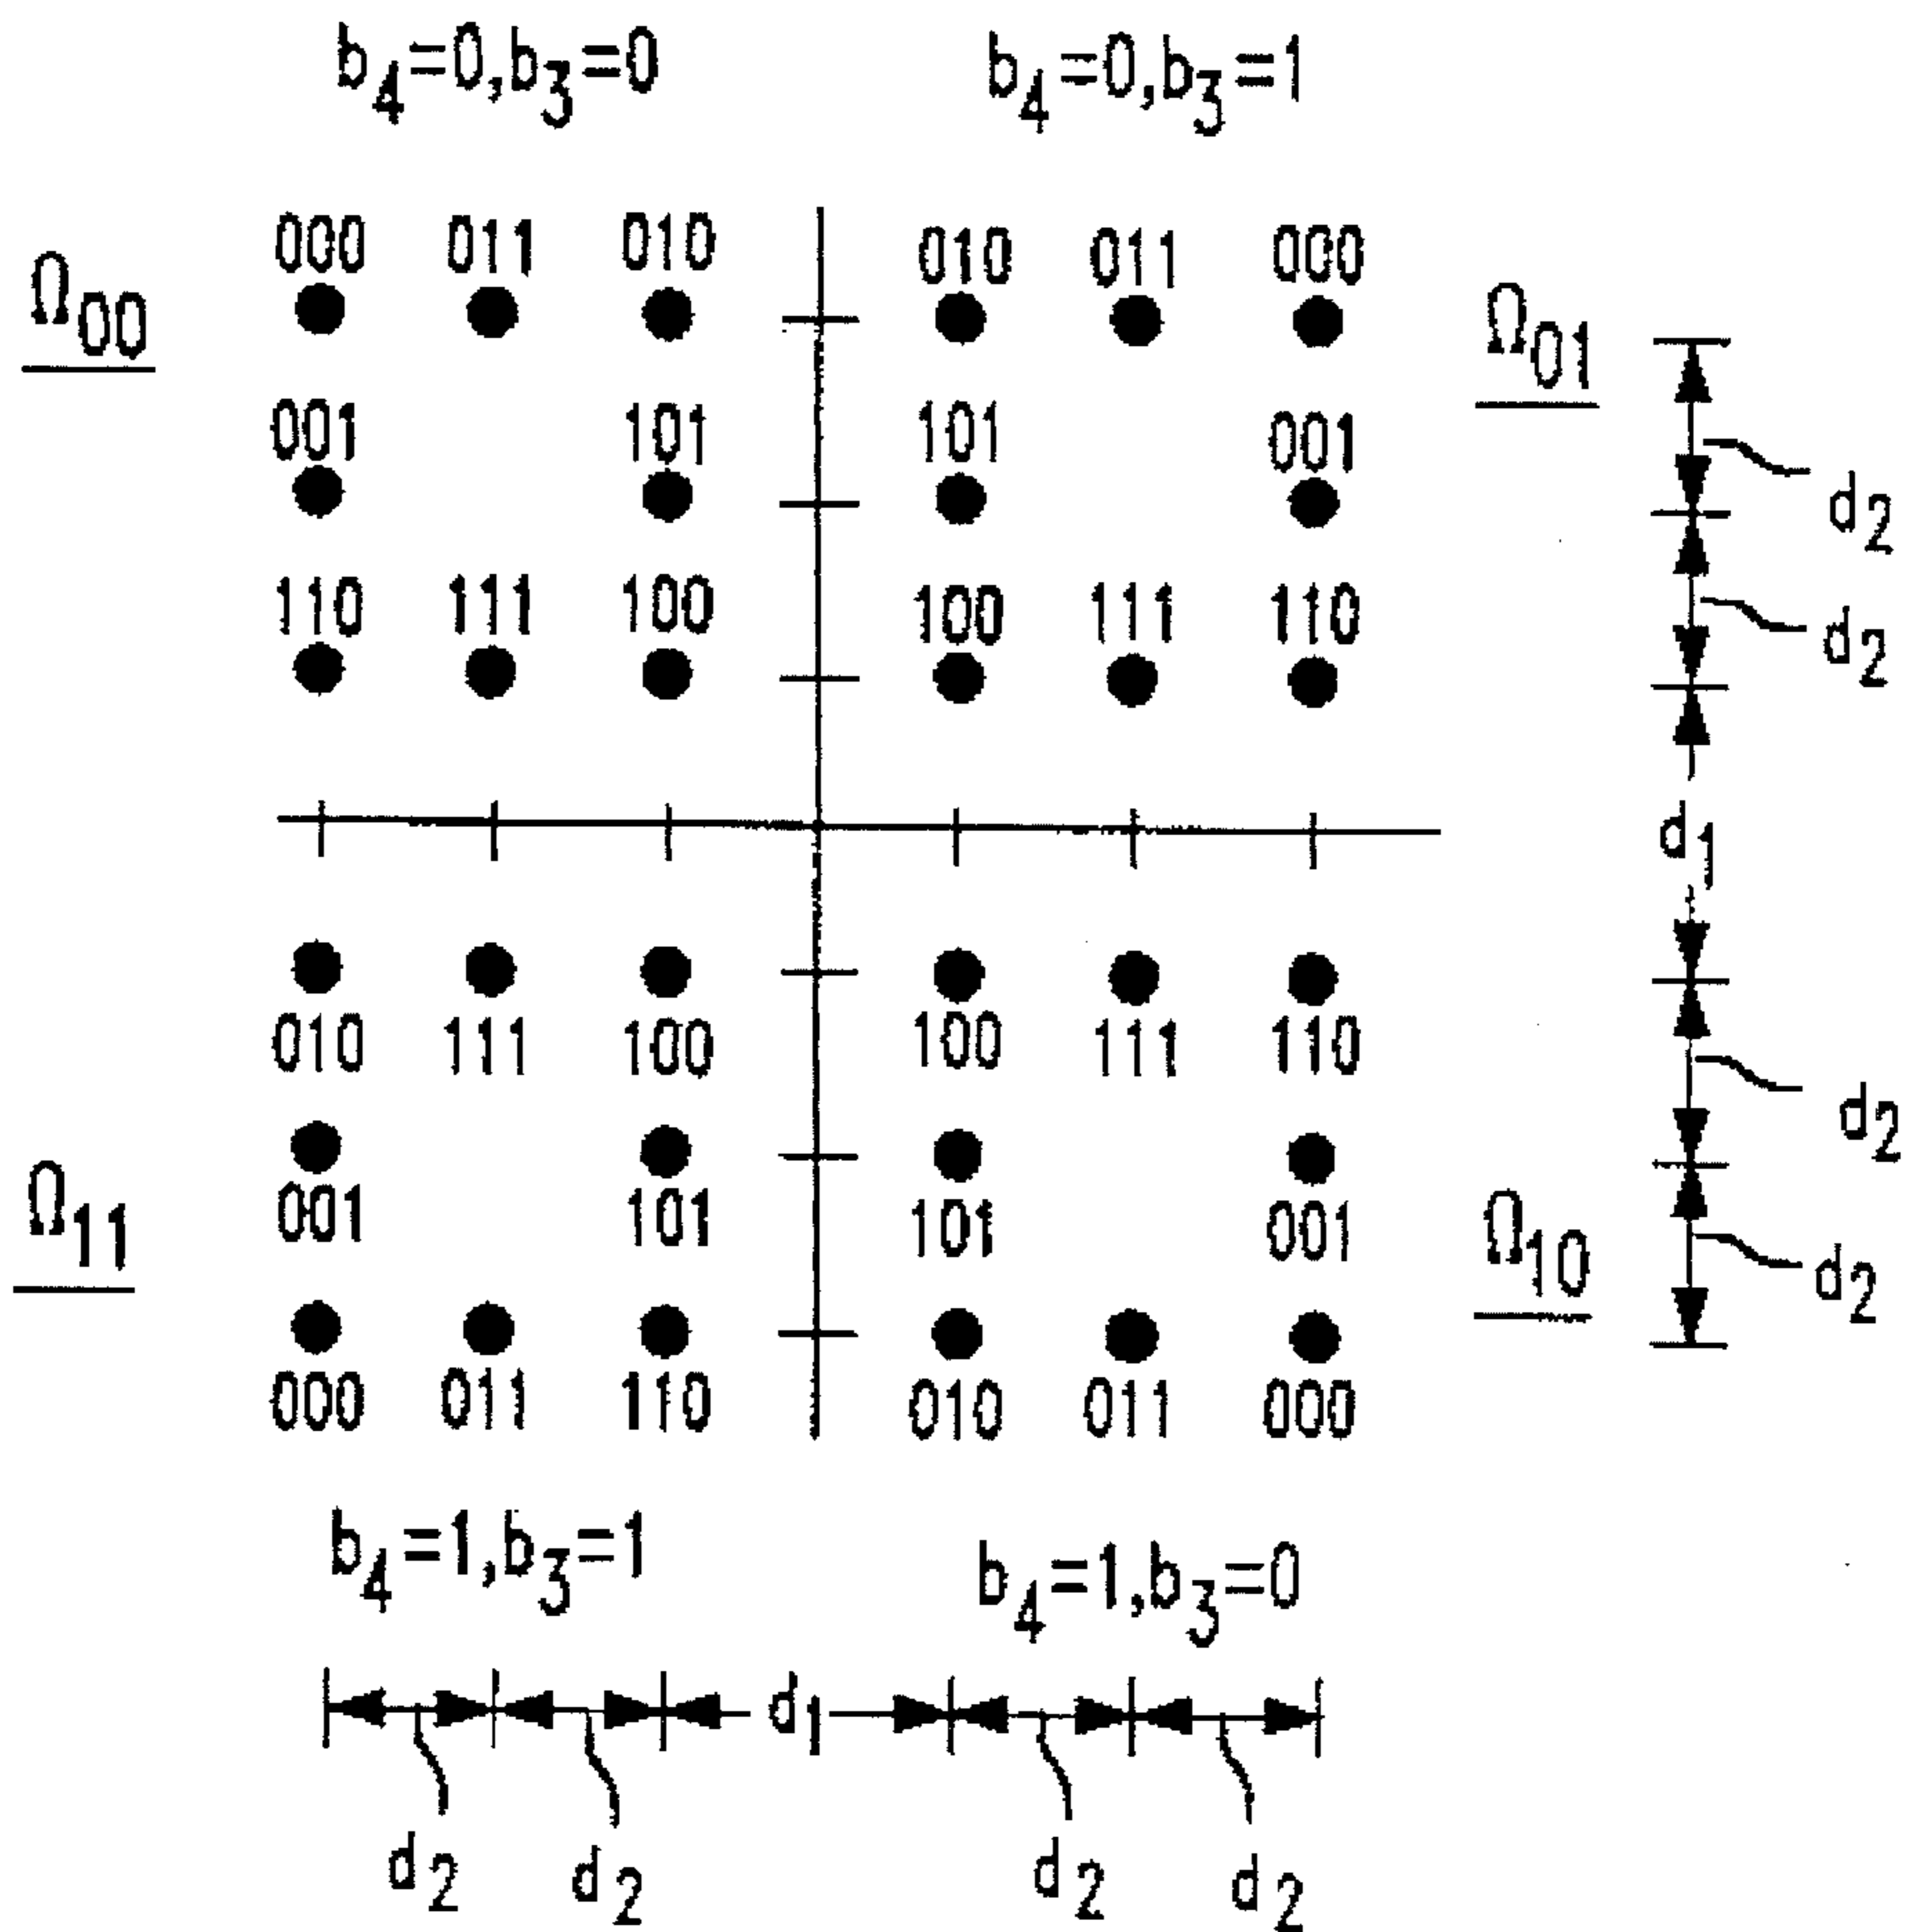 b4=0,b3=0 b4=0,b3=1
000 011 010 010 011 000
Ω00 Ω01
001 101 101 001
d2
110 111 100 100 111 110
d2
d1
010 111 100 100 111 110
d2
Ω11 Ω10
001 101 101 001
d2
000 011 110 010 011 000
b4=1,b3=1 b4=1,b3=0
d1
d2 d2 d2 d2